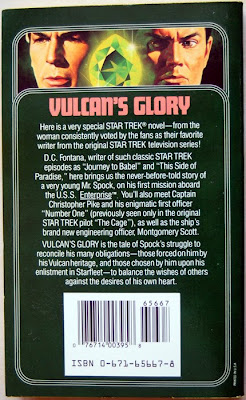 VULCAN'S GLORY
Here is a very special STAR TREK® novel—from the
woman consistently voted by the fans as their favorite
writer from the original STAR TREK television series!
D.C. Fontana, writer of such classic STAR TREK
episodes as "Journey to Babel" and "This Side of
Paradise," here brings us the never-before-told story of
a very young Mr. Spock, on his first mission aboard
the U.S.S. Enterprise™. You'll also meet Captain
Christopher Pike and his enigmatic first officer
"Number One" (previously seen only in the original
STAR TREK pilot "The Cage"), as well as the ship's
brand new engineering officer, Montgomery Scott.
VULCAN'S GLORY is the tale of Spock's struggle to
reconcile his many obligations—those forced on him by
his Vulcan heritage, and those chosen by him upon his
enlistment in Starfleet—to balance the wishes of others
against the desires of his own heart.
65667
0 76714 00395 8
ISBN 0-671-65667-8